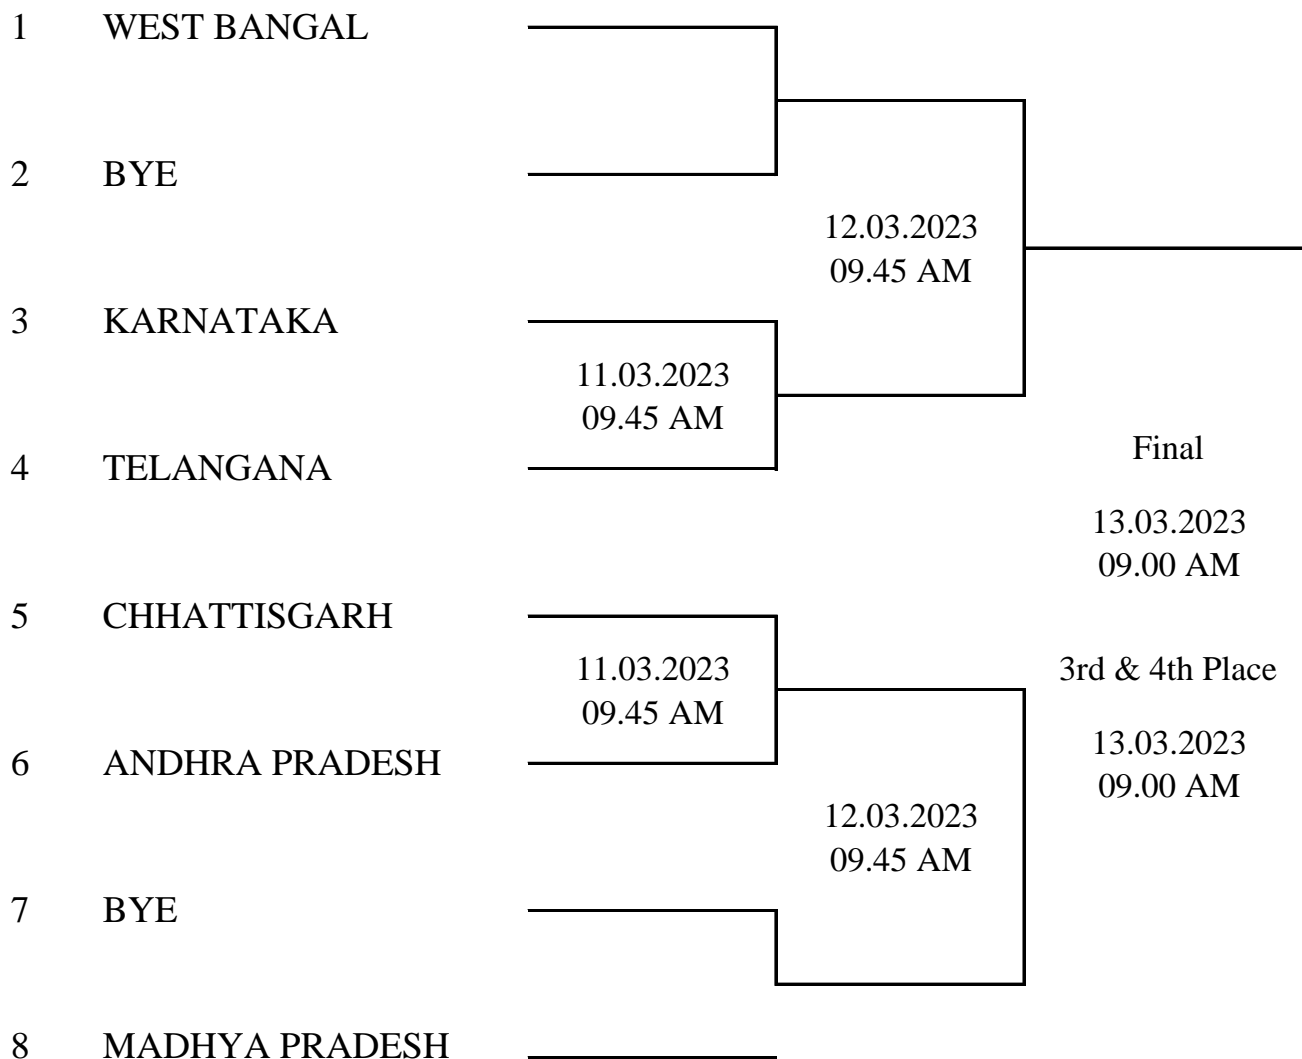 1 WEST BANGAL
2 BYE
12.03.2023
09.45 AM
3 KARNATAKA
11.03.2023
09.45 AM
4 TELANGANA
Final
13.03.2023
09.00 AM
5 CHHATTISGARH
11.03.2023
09.45 AM
3rd & 4th Place
6 ANDHRA PRADESH
13.03.2023
09.00 AM
12.03.2023
09.45 AM
7 BYE
8 MADHYA PRADESH